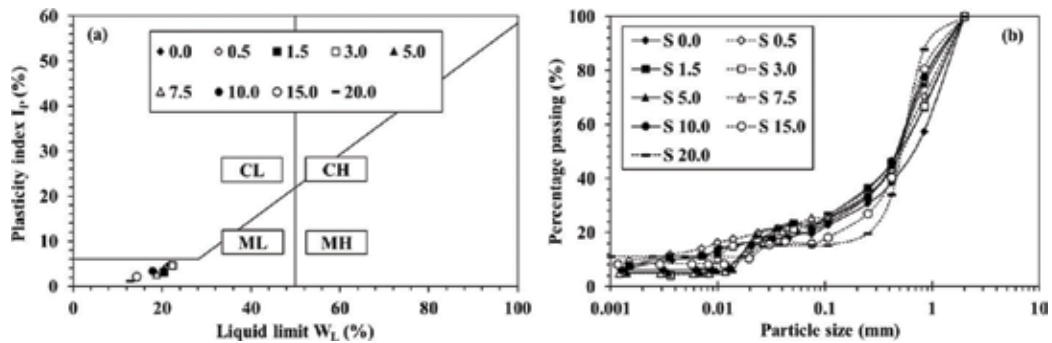 (a)
0.0 0.5 1.5 3.0 5.0
7.5 10.0 15.0 20.0
CL CH
ML MH
Plasticity index IP (%)
60
50
40
30
20
10
0
0 20 40 60 80 100
Liquid limit WL (%)
(b)
S 0.0 S 0.5
S 1.5 S 3.0
S 5.0 S 7.5
S 10.0 S 15.0
S 20.0
Percentage passing (%)
100
80
60
40
20
0
0.001 0.01 0.1 1 10
Particle size (mm)